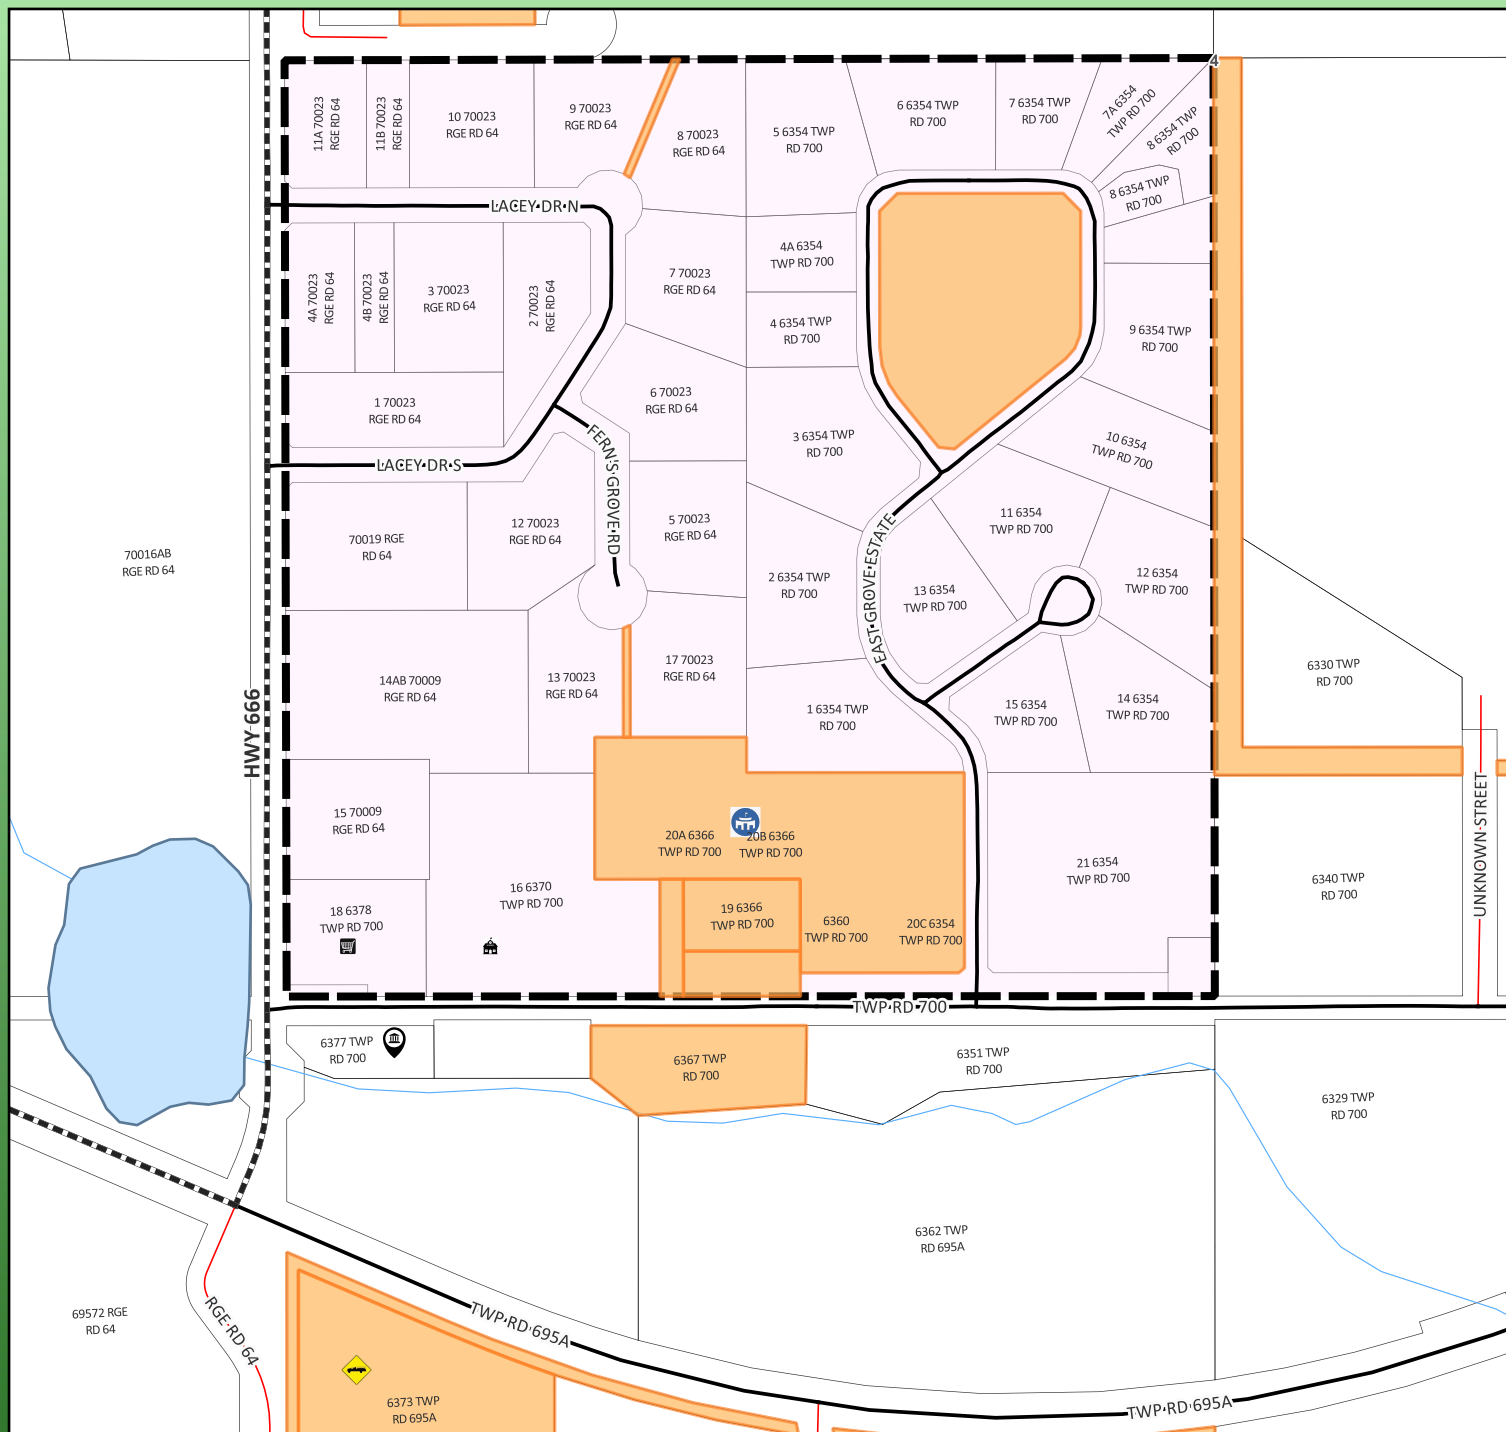 4
11A 70023
RGE RD 64
11B 70023
RGE RD 64
10 70023
RGE RD 64
9 70023
RGE RD 64
8 70023
RGE RD 64
5 6354 TWP
RD 700
6 6354 TWP
RD 700
7 6354 TWP
RD 700
7A 6354
TWP RD 700
8 6354 TWP
RD 700
8 6354 TWP
RD 700
LACEY DR N
4A 70023
RGE RD 64
4B 70023
RGE RD 64
3 70023
RGE RD 64
2 70023
RGE RD 64
7 70023
RGE RD 64
4A 6354
TWP RD 700
4 6354 TWP
RD 700
9 6354 TWP
RD 700
1 70023
RGE RD 64
6 70023
RGE RD 64
3 6354 TWP
RD 700
10 6354
TWP RD 700
LACEY DR S
FERN'S GROVE RD
70019 RGE
RD 64
12 70023
RGE RD 64
5 70023
RGE RD 64
11 6354
TWP RD 700
70016AB
RGE RD 64
2 6354 TWP
RD 700
EAST GROVE ESTATE
13 6354
TWP RD 700
12 6354
TWP RD 700
14AB 70009
RGE RD 64
13 70023
RGE RD 64
17 70023
RGE RD 64
1 6354 TWP
RD 700
15 6354
TWP RD 700
14 6354
TWP RD 700
6330 TWP
RD 700
HWY 666
15 70009
RGE RD 64
20A 6366
TWP RD 700
20B 6366
TWP RD 700
21 6354
TWP RD 700
6340 TWP
RD 700
UNKNOWN STREET
18 6378
TWP RD 700
16 6370
TWP RD 700
19 6366
TWP RD 700
6360
TWP RD 700
20C 6354
TWP RD 700
TWP RD 700
6377 TWP
RD 700
6367 TWP
RD 700
6351 TWP
RD 700
6329 TWP
RD 700
6362 TWP
RD 695A
69572 RGE
RD 64
RGE RD 64
TWP RD 695A
6373 TWP
RD 695A
TWP RD 695A